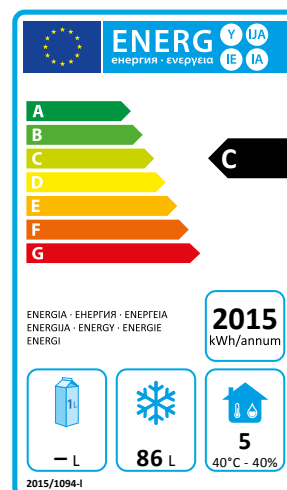 ENERG Y IJA
енергия · ενεργεια IE IA
A
B
C
D
E
F
G
C
ENERGIA · ЕНЕРГИЯ · ΕΝΕΡΓΕΙΑ
ENERGIJA · ENERGY · ENERGIE
ENERGI
2015
kWh/annum
1L
– L
86 L
5
40°C - 40%
2015/1094-I